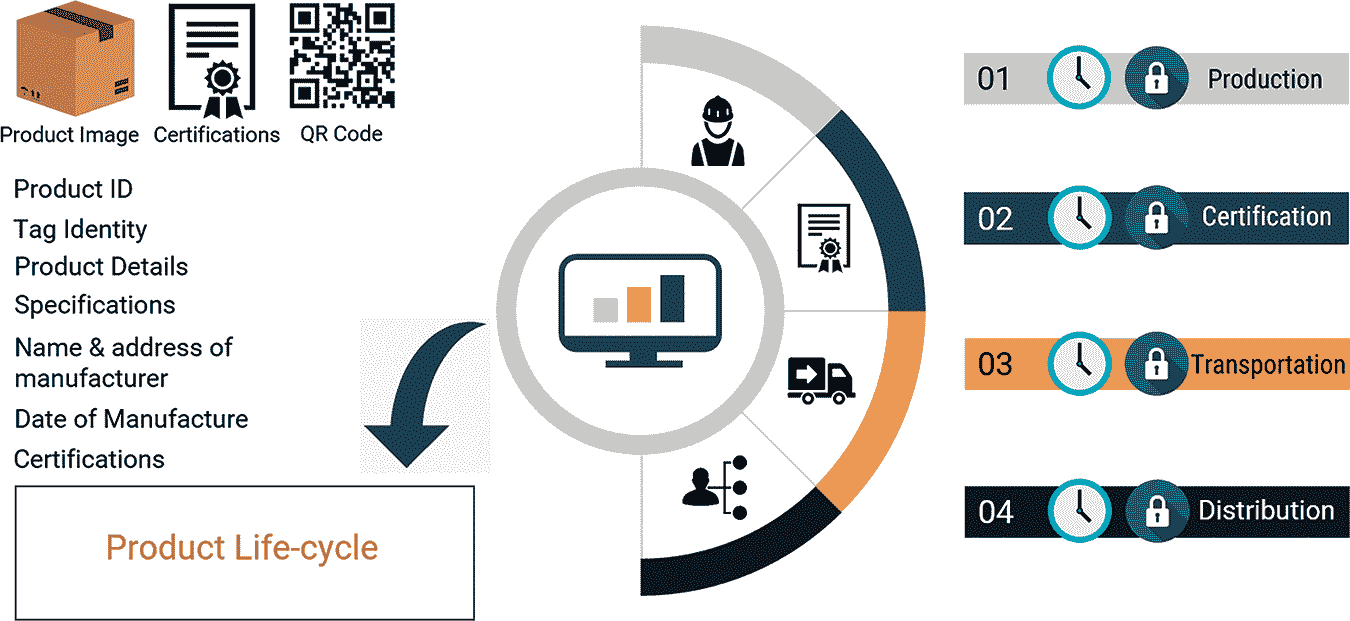 Product Image
Certifications
QR Code
Product ID
Tag Identity
Product Details
Specifications
Name & address of
manufacturer
Date of Manufacture
Certifications
Product Life-cycle
01 Production
02 Certification
03 Transportation
04 Distribution